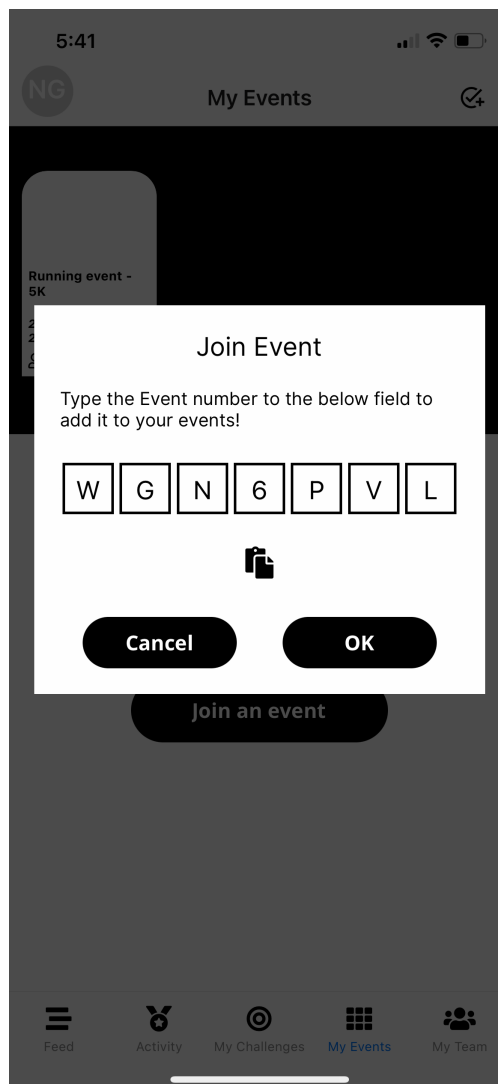 5:41
NG
My Events
Running event -
5K
Join Event
Type the Event number to the below field to
add it to your events!
W G N 6 P V L
Cancel OK
Join an event
Feed Activity My Challenges My Events My Team